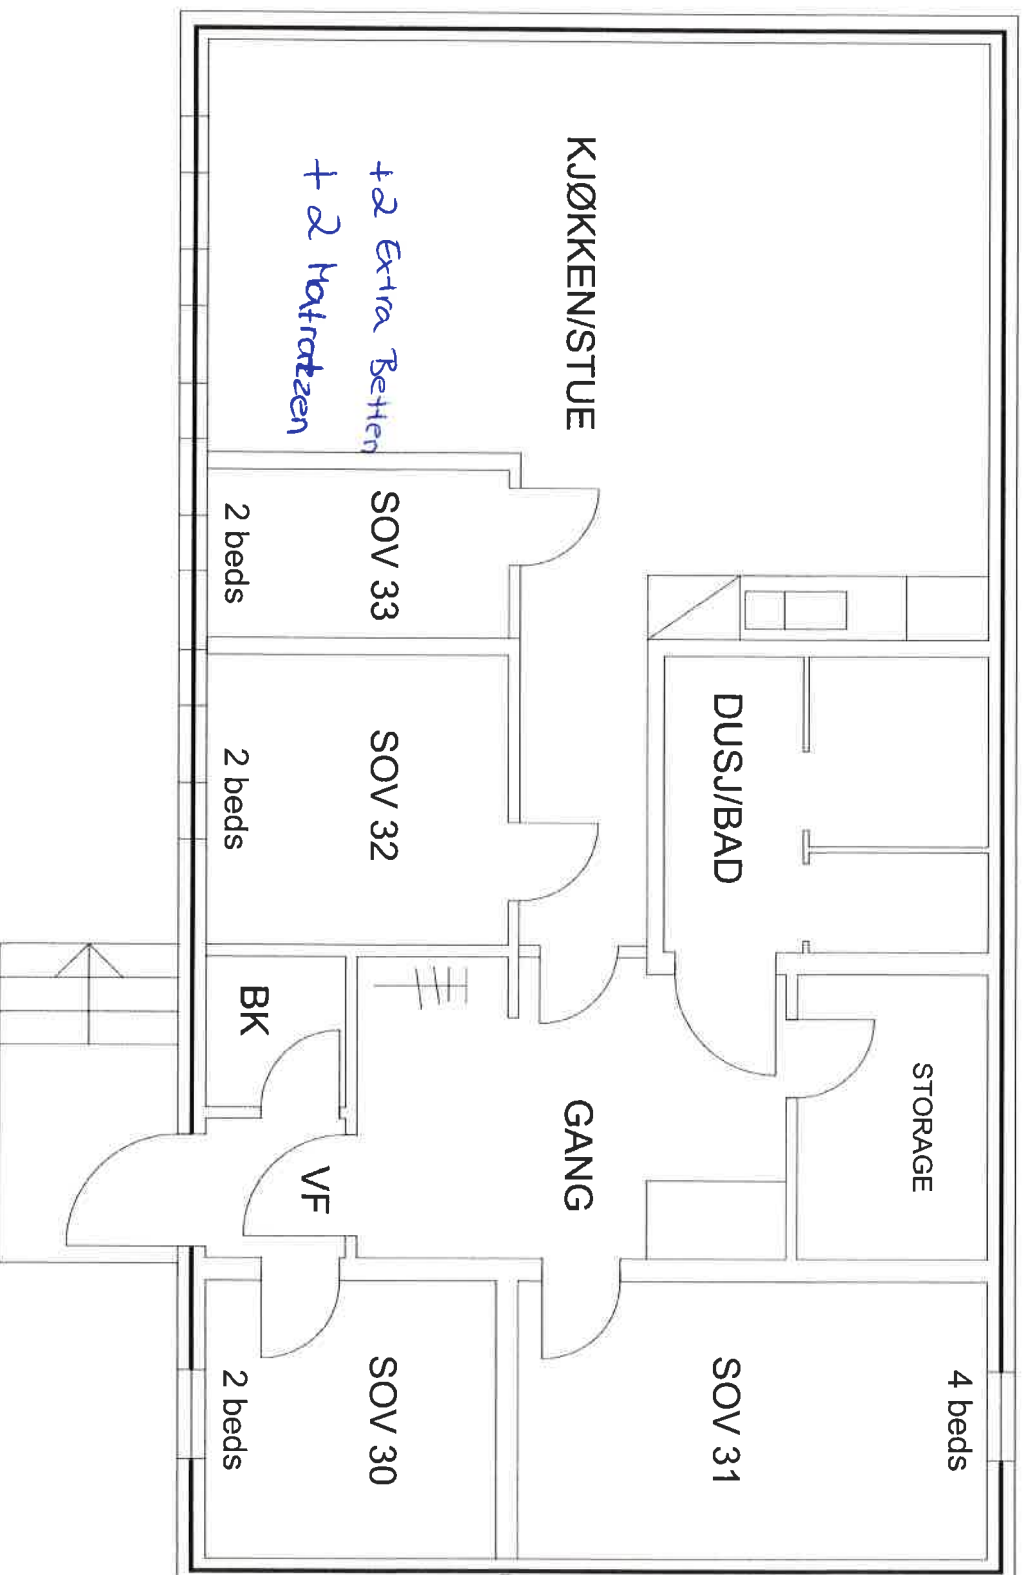 KJØKKEN/STUE
+2 Extra Betten
+ 2 Matratzen
SOV 33
2 beds
SOV 32
2 beds
DUSJ/BAD
BK
VF
GANG
STORAGE
SOV 30
2 beds
SOV 31
4 beds